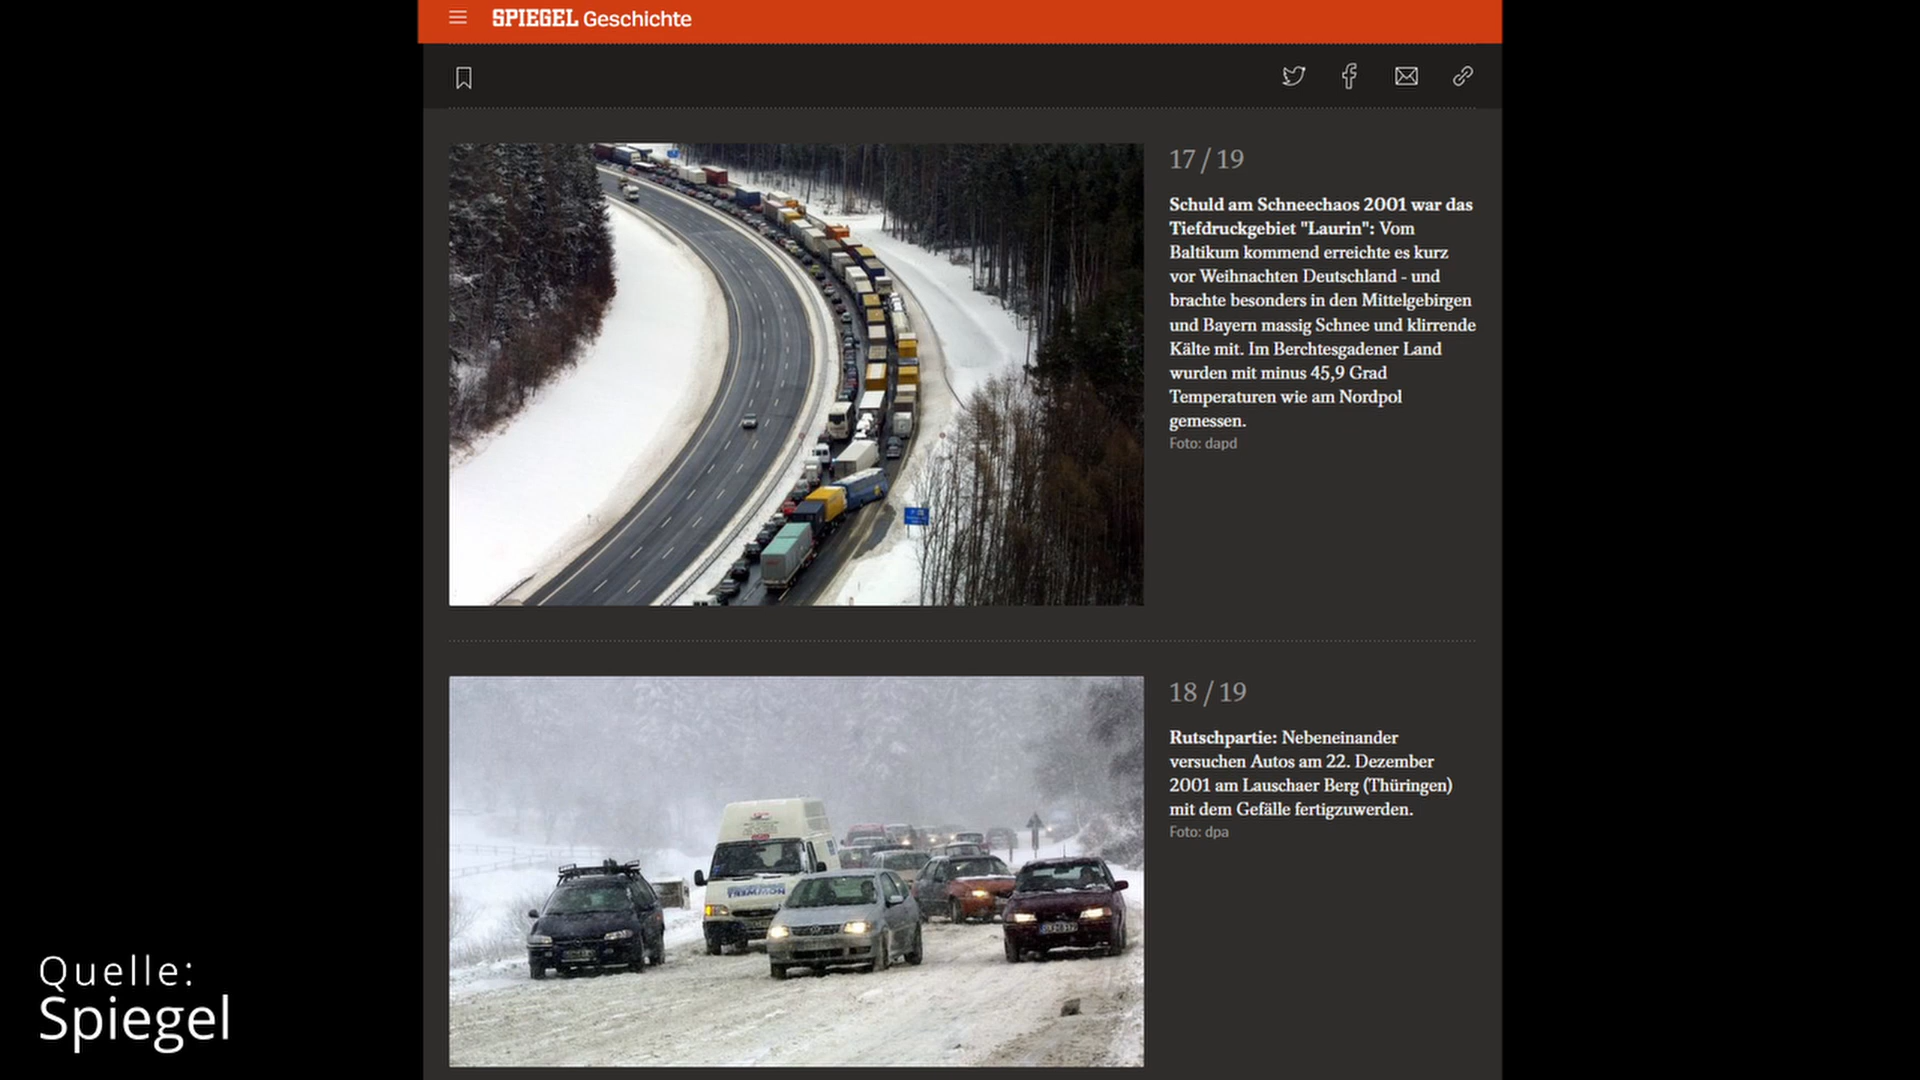 SPIEGEL Geschichte
17 / 19
Schuld am Schneechaos 2001 war das
Tiefdruckgebiet "Laurin": Vom
Baltikum kommend erreichte es kurz
vor Weihnachten Deutschland - und
brachte besonders in den Mittelgebirgen
und Bayern massig Schnee und klirrende
Kälte mit. Im Berchtesgadener Land
wurden mit minus 45,9 Grad
Temperaturen wie am Nordpol
gemessen.
Foto: dapd
18 / 19
Rutschpartie: Nebeneinander
versuchen Autos am 22. Dezember
2001 am Lauschaer Berg (Thüringen)
mit dem Gefälle fertigzuwerden.
Foto: dpa
Quelle:
Spiegel